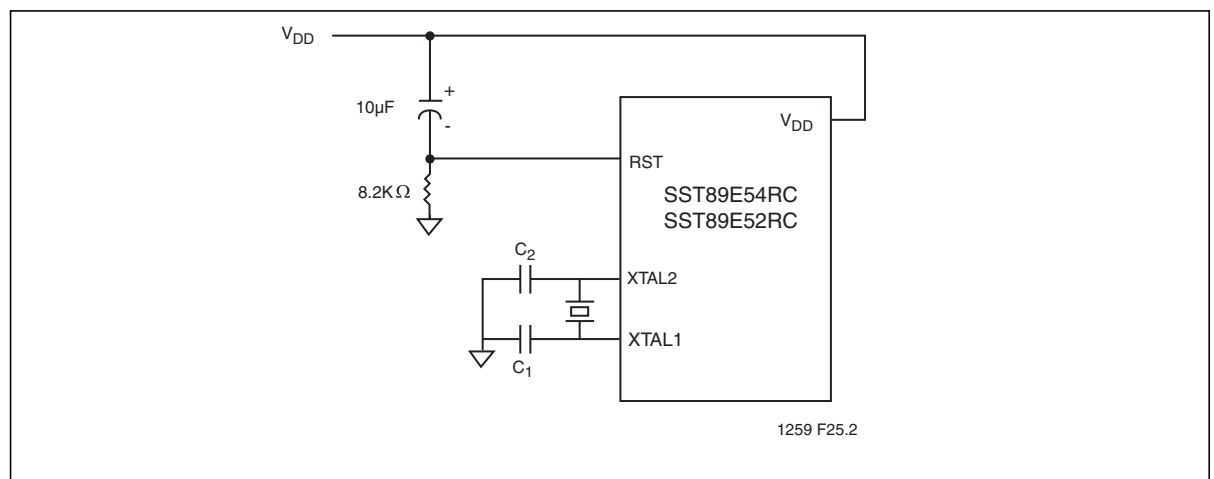 VDD
+
10µF
-
VDD
RST
8.2KΩ
SST89E54RC
SST89E52RC
C2
XTAL2
XTAL1
C1
1259 F25.2